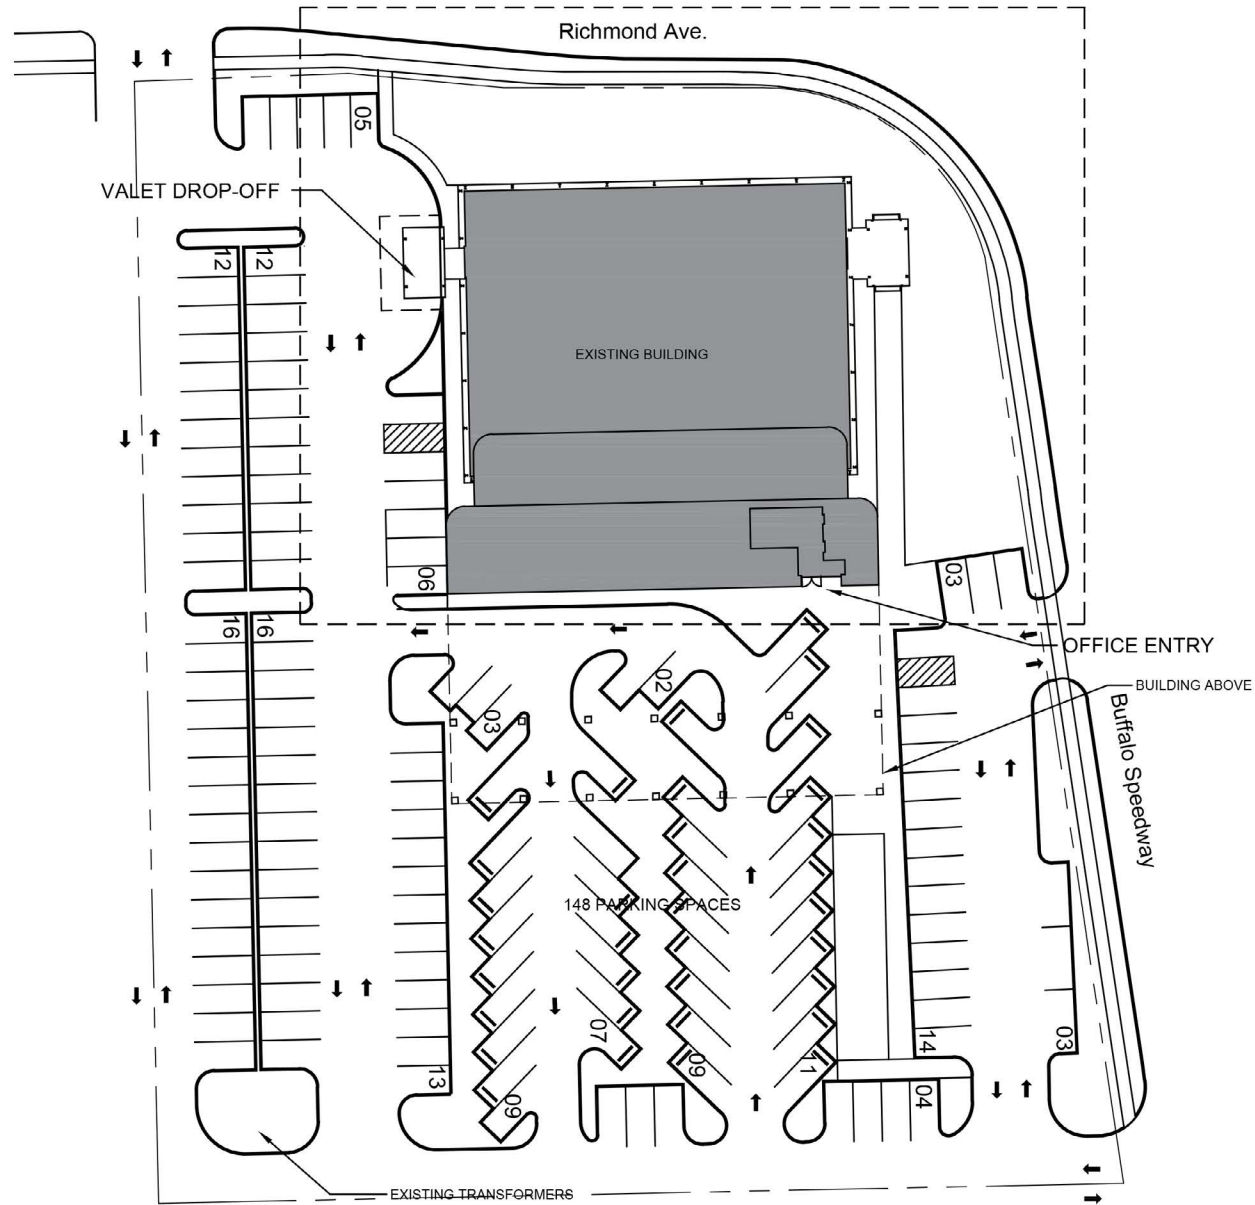 Richmond Ave.
05
VALET DROP-OFF
12
12
EXISTING BUILDING
06
03
16
16
OFFICE ENTRY
02
BUILDING ABOVE
03
Buffalo Speedway
148 PARKING SPACES
07
14
03
13
09
11
09
04
EXISTING TRANSFORMERS